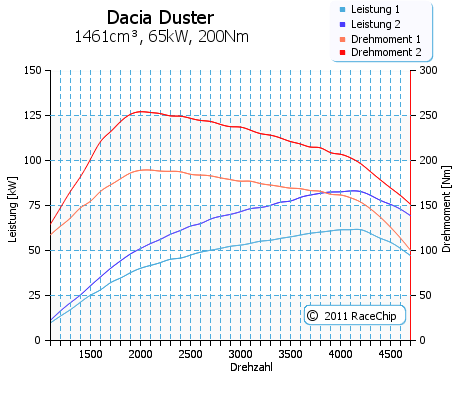 Dacia Duster
1461cm³, 65kW, 200Nm
Leistung 1
Leistung 2
Drehmoment 1
Drehmoment 2
150
125
100
75
50
25
0
Leistung [kW]
300
250
200
150
100
50
0
Drehmoment [Nm]
1500 2000 2500 3000 3500 4000 4500
Drehzahl
© 2011 RaceChip